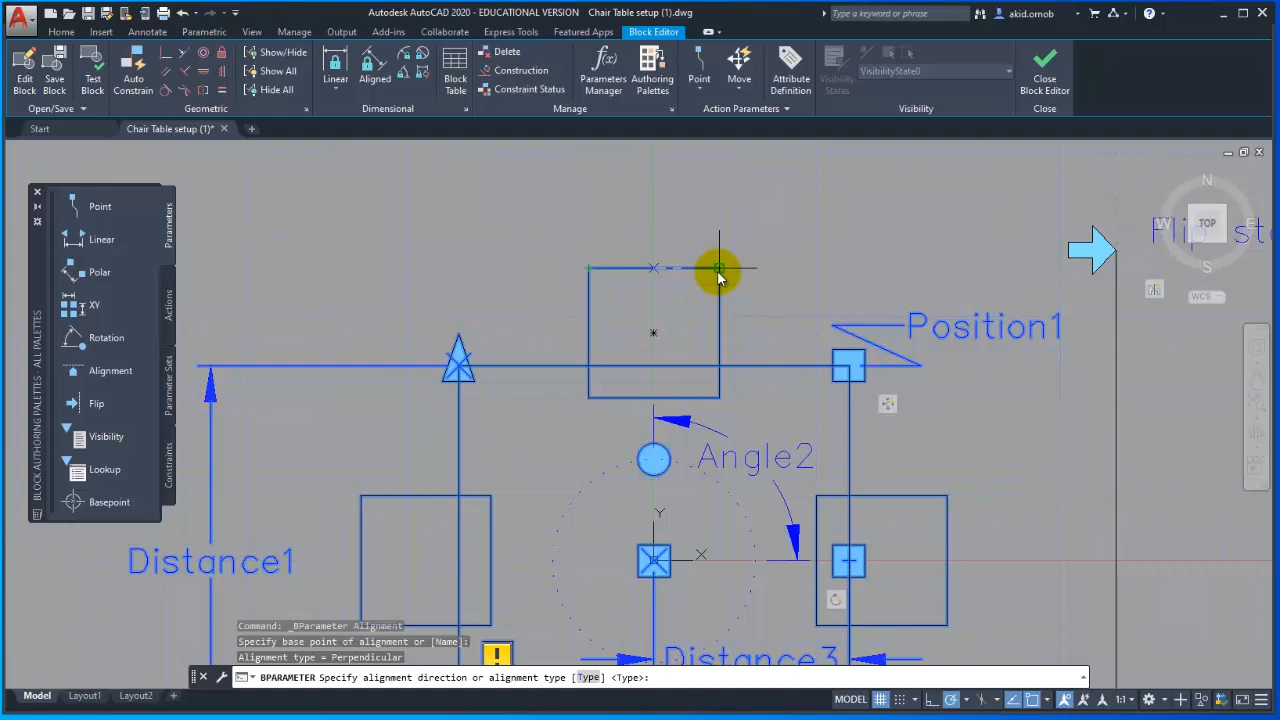 Autodesk AutoCAD 2020 - EDUCATIONAL VERSION Chair Table setup (1).dwg
Type a keyword or phrase
akid.ornob
Home Insert Annotate Parametric View Manage Output Add-ins Collaborate Express Tools Featured Apps Block Editor
Edit Block
Save Block
Test Block
Auto Constrain
Show/Hide
Show All
Hide All
Linear
Aligned
Block Table
Delete
Construction
Constraint Status
Parameters Manager
Authoring Palettes
Point
Move
Attribute Definition
Visibility States
VisibilityState0
Close Block Editor
Open/Save Geometric Dimensional Manage Action Parameters Visibility Close
Start Chair Table setup (1)*
BLOCK AUTHORING PALETTES - ALL PALETTES
Point
Linear
Polar
XY
Rotation
Alignment
Flip
Visibility
Lookup
Basepoint
Parameters
Actions
Parameter Sets
Constraints
N
W TOP E
S
WCS
Flip st
Position1
Angle2
Y
X
Distance1
Distance3
Command: _BParameter Alignment
Specify base point of alignment or [Name]:
Alignment type = Perpendicular
BPARAMETER Specify alignment direction or alignment type [Type] <Type>:
Model Layout1 Layout2
MODEL
1:1